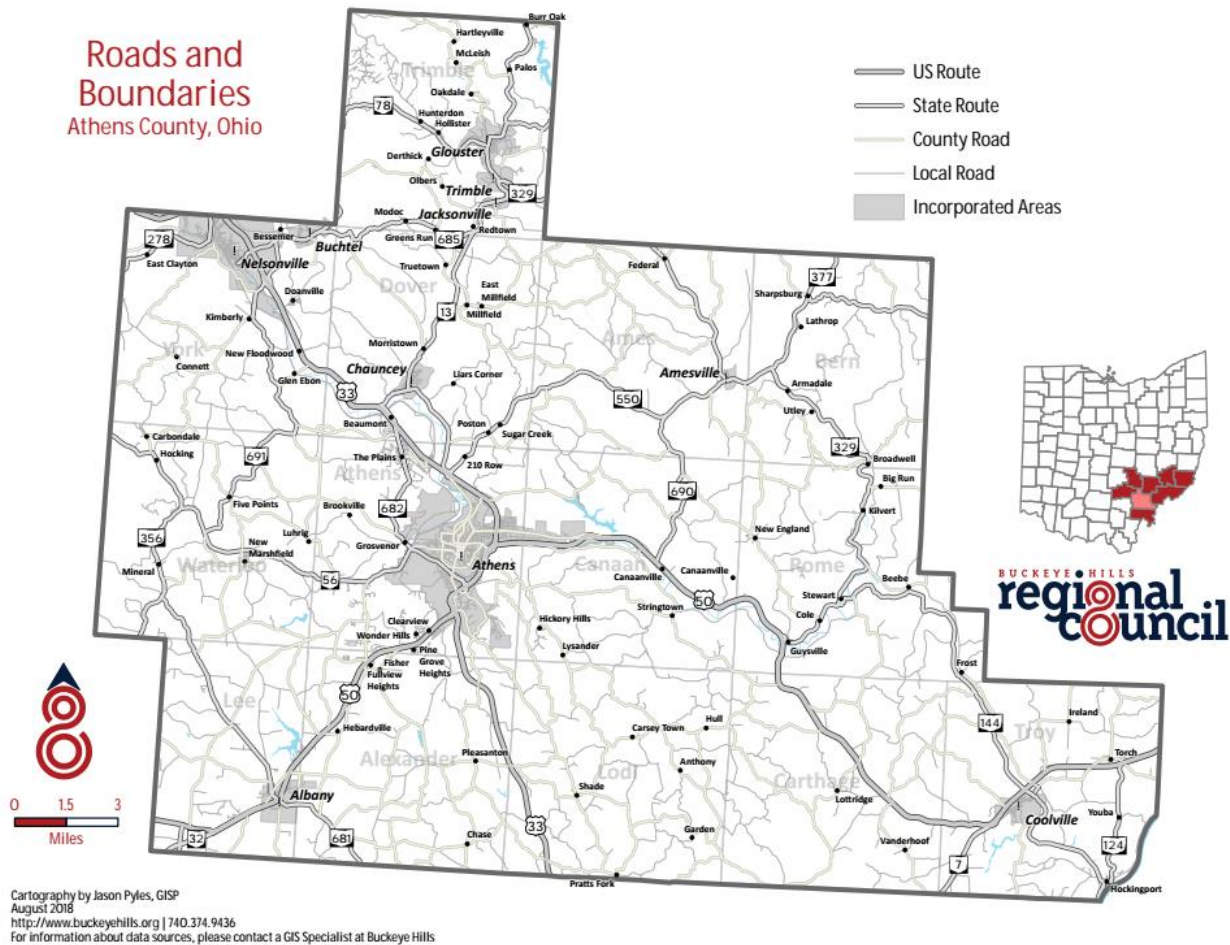 Roads and
Boundaries
Athens County, Ohio
US Route
State Route
County Road
Local Road
Incorporated Areas
Burr Oak
Hartleyville
McLeish
Trimble
Palos
Oakdale
78
Hunterdon
Hollister
Glouster
Derthick
Olbers
Trimble
329
Jacksonville
Modoc
Redtown
Greens Run
685
Bessemer
Buchtel
278
East Clayton
Nelsonville
Truetown
Dover
Doanville
East
Millfield
Millfield
13
Kimberly
Morristown
York
Connett
New Floodwood
Glen Ebon
Chauncey
33
Liars Corner
Beaumont
Federal
377
Sharpsburg
Lathrop
Ames
Bern
Amesville
Armadale
Utley
550
Poston
Sugar Creek
329
Broadwell
Big Run
Kilvert
Carbondale
Hocking
691
The Plains
Athens
210 Row
690
Five Points
682
Brookville
New England
356
Luhrig
New
Marshfield
Grosvenor
Mineral
Waterloo
56
Athens
Canaan
Canaanville
Canaanville
Rome
Beebe
Stewart
Cole
50
Stringtown
Guysville
Clearview
Wonder Hills
Hickory Hills
Lysander
Pine
Grove
Heights
Fisher
Fullview
Heights
Frost
Lee
50
Hebardville
Alexander
Pleasanton
Carsey Town
Hull
144
Ireland
Troy
Torch
Lodi
Anthony
Carthage
Shade
Lottridge
Albany
Coolville
Youba
32
681
Chase
33
Garden
Vanderhoof
7
124
Pratts Fork
Hockingport
BUCKEYE HILLS
regional
council
0 1.5 3
Miles
Cartography by Jason Pyles, GISP
August 2018
http://www.buckeyehills.org | 740.374.9436
For information about data sources, please contact a GIS Specialist at Buckeye Hills